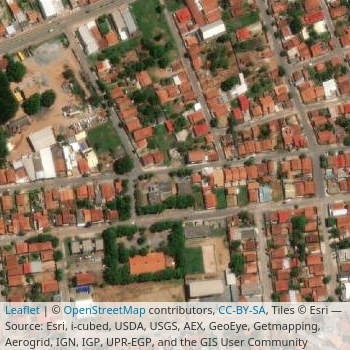 Leaflet | © OpenStreetMap contributors, CC-BY-SA, Tiles © Esri —
Source: Esri, i-cubed, USDA, USGS, AEX, GeoEye, Getmapping,
Aerogrid, IGN, IGP, UPR-EGP, and the GIS User Community